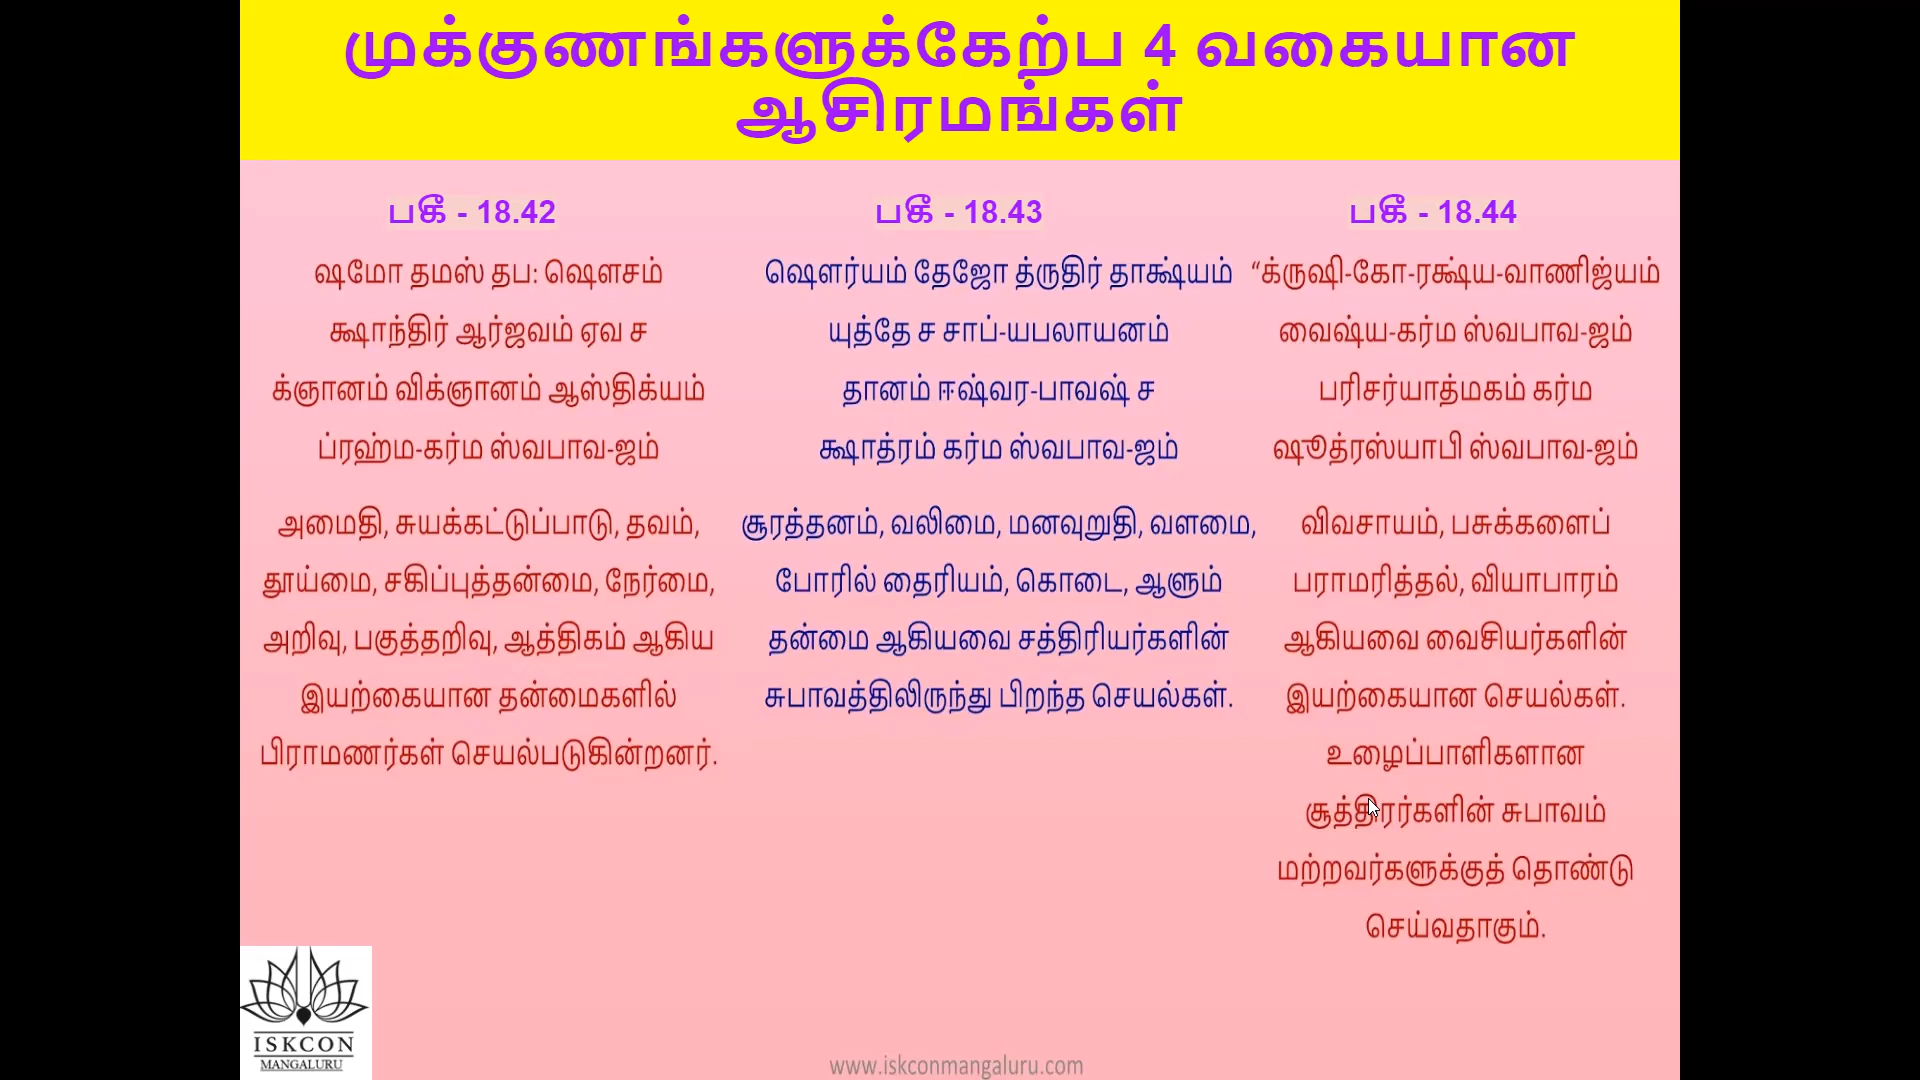 முக்குணங்களுக்கேற்ப 4 வகையான
ஆசிரமங்கள்
பகீ - 18.42
ஷமோ தமஸ் தப: ஷௌசம்
க்ஷாந்திர் ஆர்ஜவம் ஏவ ச
க்ஞானம் விக்ஞானம் ஆஸ்திக்யம்
ப்ரஹ்ம-கர்ம ஸ்வபாவ-ஜம்
அமைதி, சுயக்கட்டுப்பாடு, தவம்,
தூய்மை, சகிப்புத்தன்மை, நேர்மை,
அறிவு, பகுத்தறிவு, ஆத்திகம் ஆகிய
இயற்கையான தன்மைகளில்
பிராமணர்கள் செயல்படுகின்றனர்.
பகீ - 18.43
ஷௌர்யம் தேஜோ த்ருதிர் தாக்ஷ்யம்
யுத்தே ச சாப்-யபலாயனம்
தானம் ஈஷ்வர-பாவஷ் ச
க்ஷாத்ரம் கர்ம ஸ்வபாவ-ஜம்
சூரத்தனம், வலிமை, மனவுறுதி, வளமை,
போரில் தைரியம், கொடை, ஆளும்
தன்மை ஆகியவை சத்திரியர்களின்
சுபாவத்திலிருந்து பிறந்த செயல்கள்.
பகீ - 18.44
“க்ருஷி-கோ-ரக்ஷ்ய-வாணிஜ்யம்
வைஷ்ய-கர்ம ஸ்வபாவ-ஜம்
பரிசர்யாத்மகம் கர்ம
ஷூத்ரஸ்யாபி ஸ்வபாவ-ஜம்
விவசாயம், பசுக்களைப்
பராமரித்தல், வியாபாரம்
ஆகியவை வைசியர்களின்
இயற்கையான செயல்கள்.
உழைப்பாளிகளான
சூத்திரர்களின் சுபாவம்
மற்றவர்களுக்குத் தொண்டு
செய்வதாகும்.
ISKCON
MANGALURU
www.iskconmangaluru.com